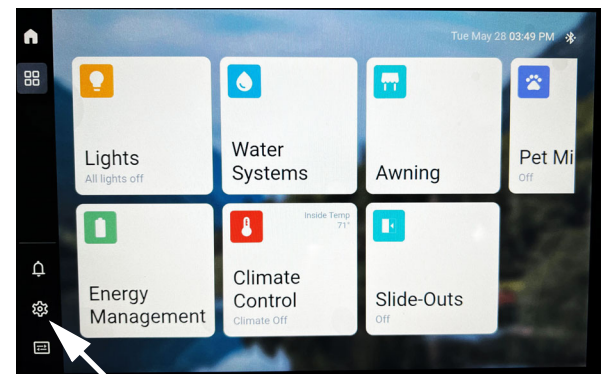 Tue May 28 03:49 PM
Lights
All lights off
Water
Systems
Awning
Pet Mi
Off
Energy
Management
Inside Temp
71°
Climate
Control
Climate Off
Slide-Outs
Off